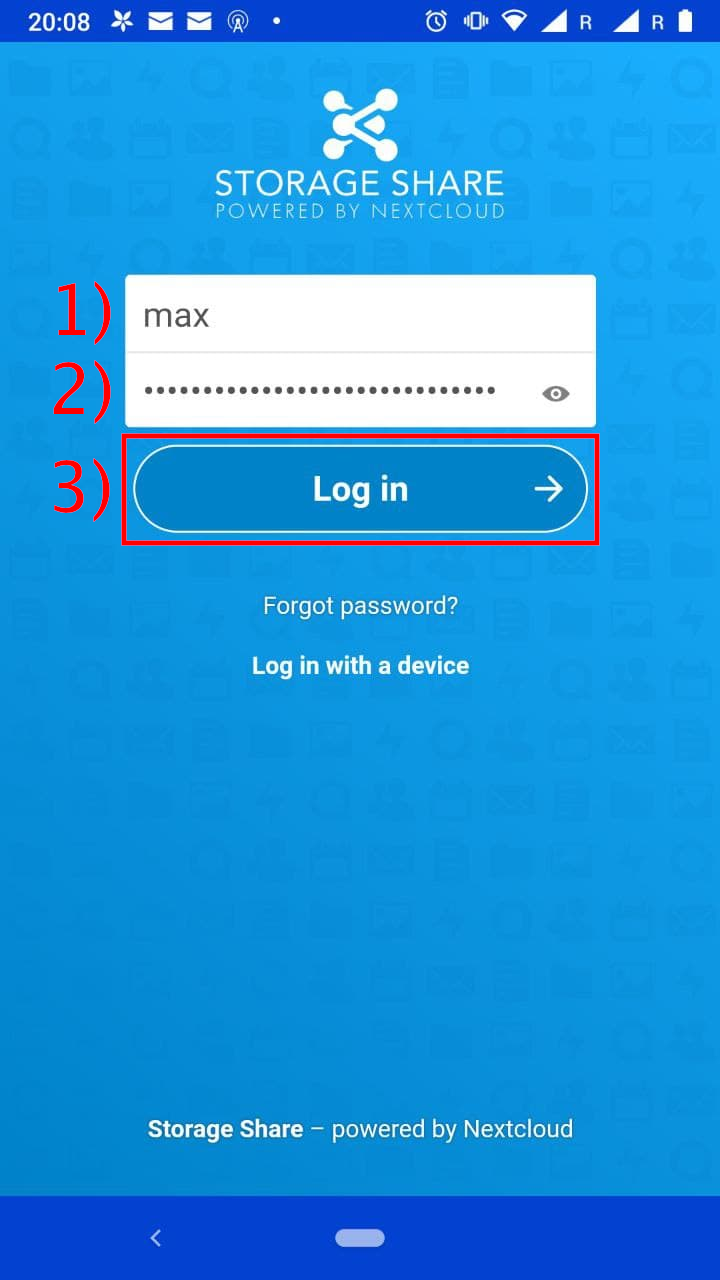 20:08 R R
STORAGE SHARE
POWERED BY NEXTCLOUD
1) max
2) ••••••••••••••••••••••••••••••
3) Log in
Forgot password?
Log in with a device
Storage Share – powered by Nextcloud